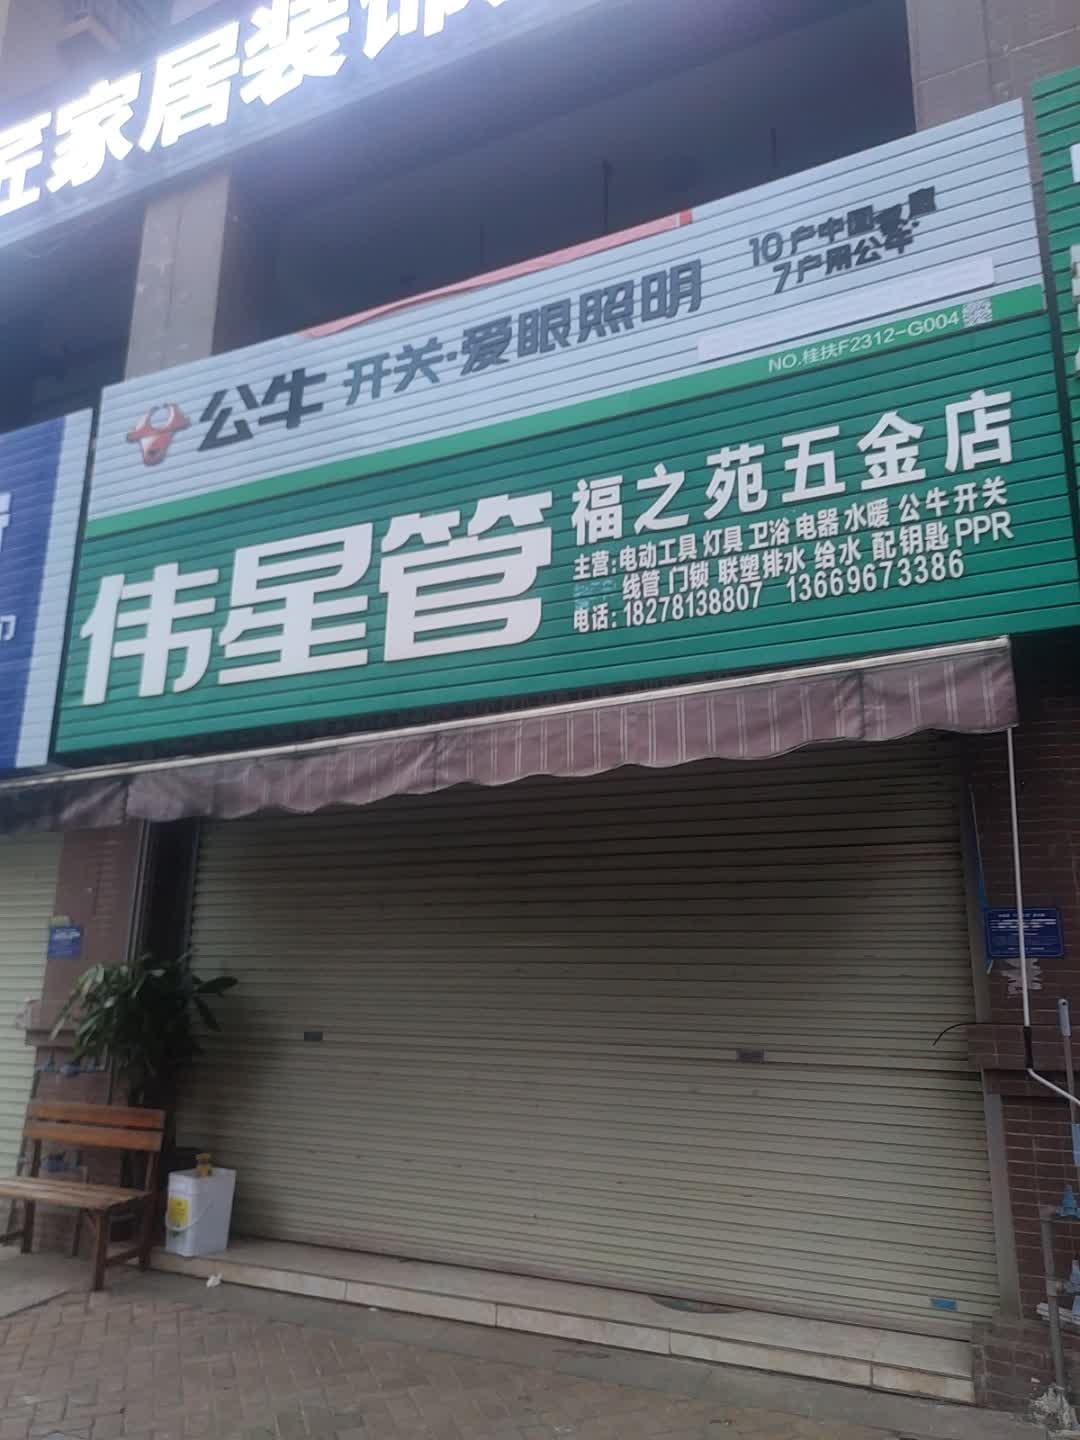 匠家居装饰
公牛 开关·爱眼照明
10户中国家庭
7户用公牛
NO.桂扶F2312-G004
伟星管
福之苑五金店
主营:电动工具 灯具 卫浴 电器 水暖 公牛开关
线管 门锁 联塑排水 给水 配钥匙 PPR
电话:18278138807 13669673386